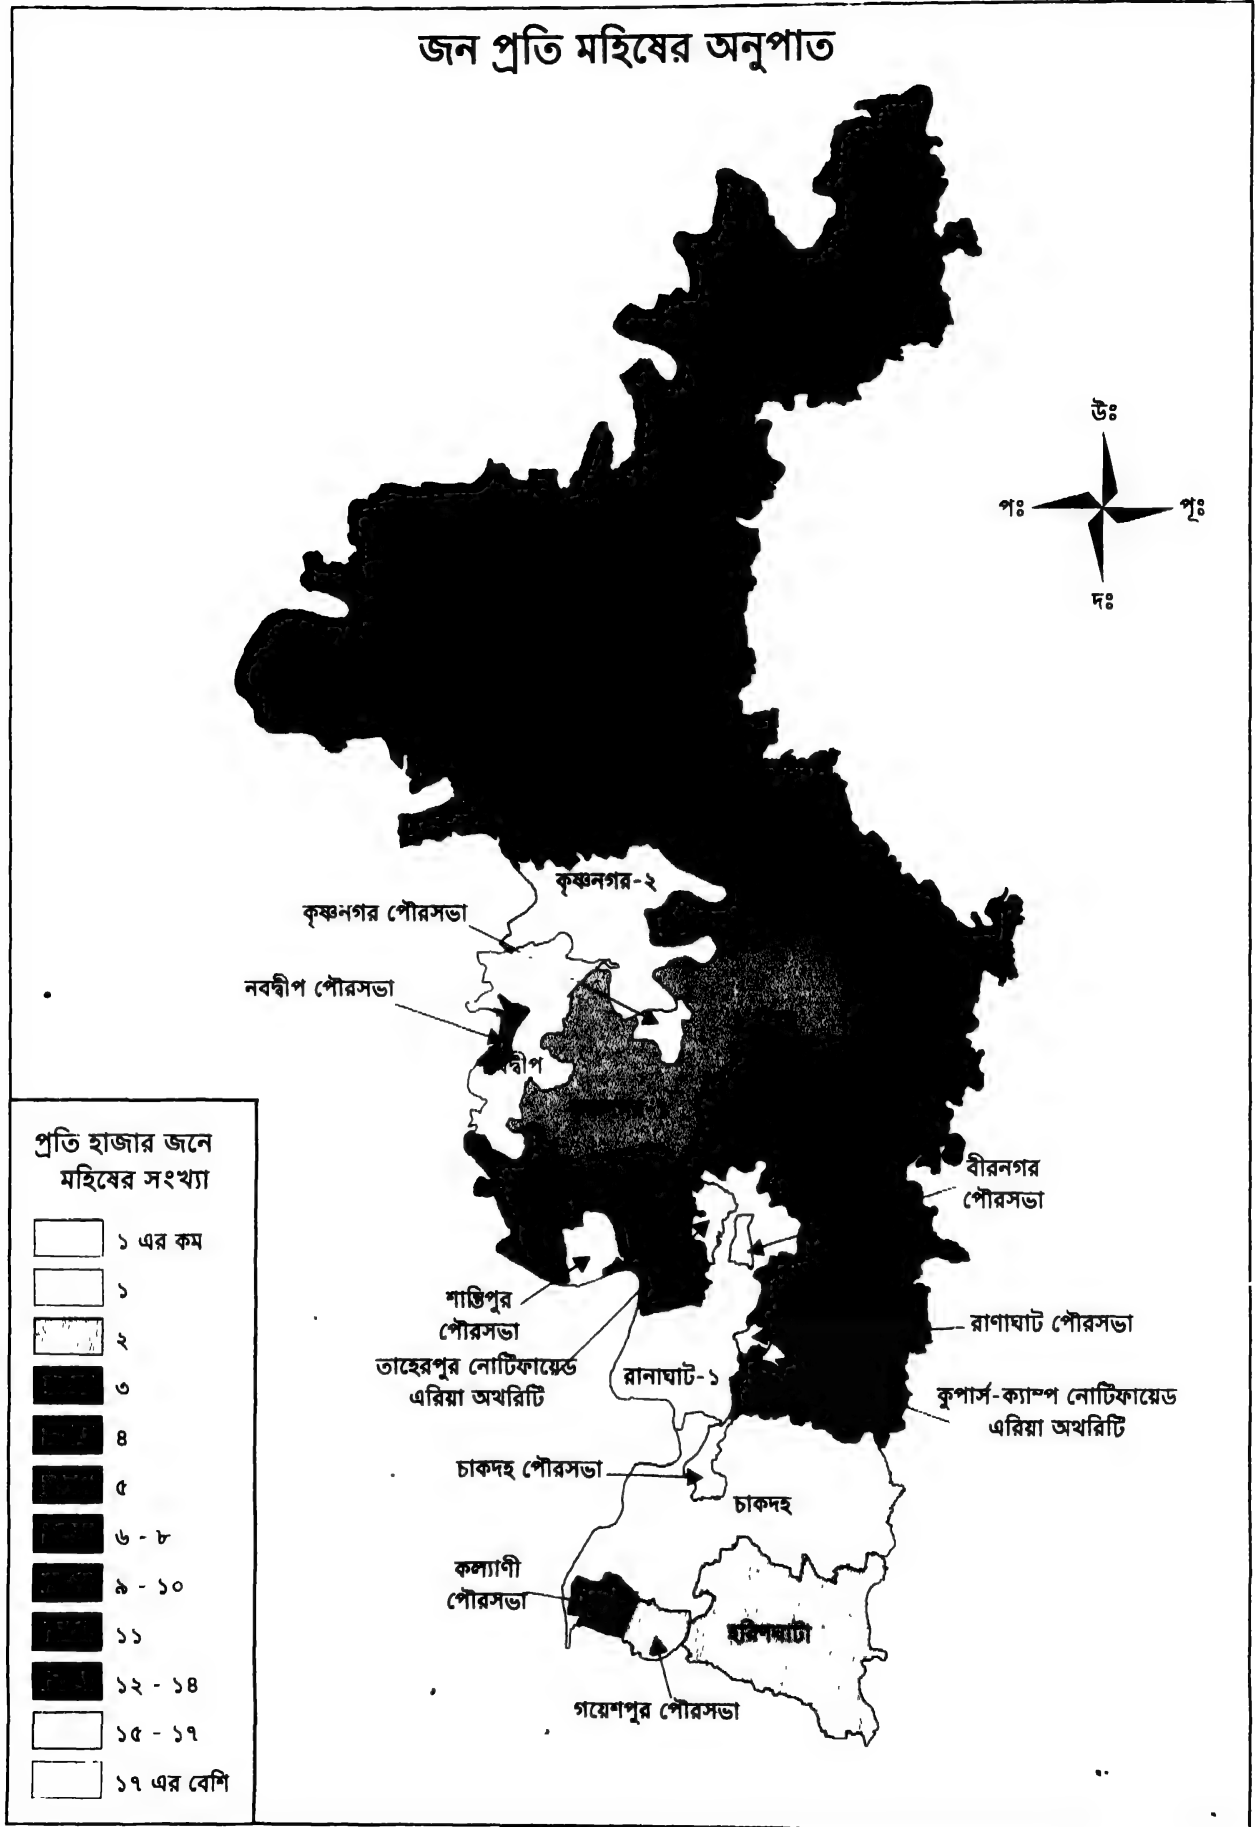 জন প্রতি মহিষের অনুপাত
উঃ
পঃ
পূঃ
দঃ
কৃষ্ণনগর-২
কৃষ্ণনগর পৌরসভা
নবদ্বীপ পৌরসভা
বীরনগর
পৌরসভা
শান্তিপুর
পৌরসভা
তাহেরপুর নোটিফায়েড
এরিয়া অথরিটি
রানাঘাট-১
রাণাঘাট পৌরসভা
কুপার্স-ক্যাম্প নোটিফায়েড
এরিয়া অথরিটি
চাকদহ পৌরসভা
চাকদহ
কল্যাণী
পৌরসভা
হরিণঘাটা
গয়েশপুর পৌরসভা
প্রতি হাজার জনে
মহিষের সংখ্যা
১ এর কম
১
২
৩
৪
৫
৬ - ৮
৯ - ১০
১১
১২ - ১৪
১৫ - ১৭
১৭ এর বেশি